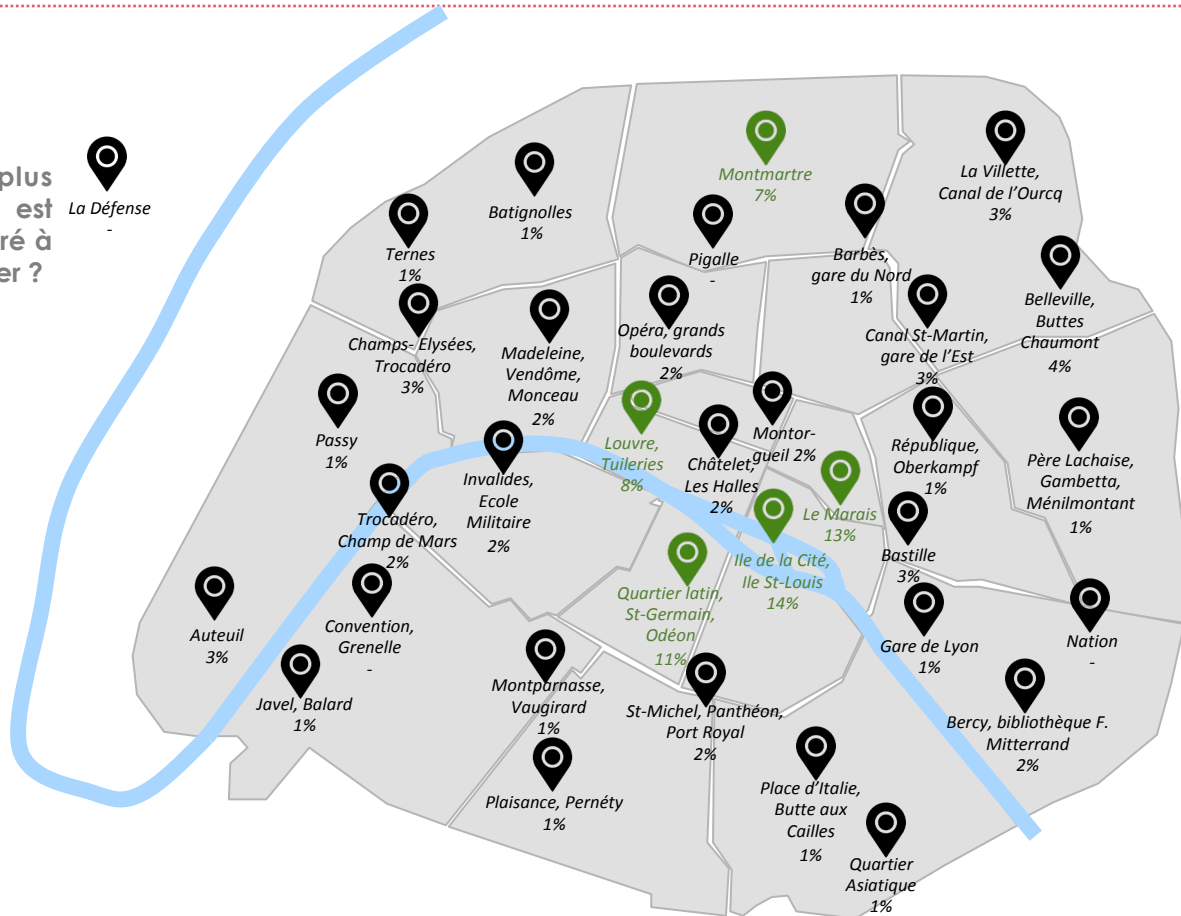 plus
est
ré à
er ?
La Défense
-
Montmartre
7%
La Villette,
Canal de l'Ourcq
3%
Batignolles
1%
Ternes
1%
Pigalle
-
Barbès,
gare du Nord
1%
Belleville,
Buttes
Chaumont
4%
Champs- Elysées,
Trocadéro
3%
Madeleine,
Vendôme,
Monceau
2%
Opéra, grands
boulevards
2%
Canal St-Martin,
gare de l'Est
3%
Passy
1%
Invalides,
Ecole
Militaire
2%
Louvre,
Tuileries
8%
Châtelet,
Les Halles
2%
Montor-
gueil 2%
République,
Oberkampf
1%
Père Lachaise,
Gambetta,
Ménilmontant
1%
Trocadéro,
Champ de Mars
2%
Le Marais
13%
Ile de la Cité,
Ile St-Louis
14%
Bastille
3%
Quartier latin,
St-Germain,
Odéon
11%
Auteuil
3%
Convention,
Grenelle
-
Gare de Lyon
1%
Nation
-
Javel, Balard
1%
Montparnasse,
Vaugirard
1%
St-Michel, Panthéon,
Port Royal
2%
Bercy, bibliothèque F.
Mitterrand
2%
Plaisance, Pernéty
1%
Place d'Italie,
Butte aux
Cailles
1%
Quartier
Asiatique
1%